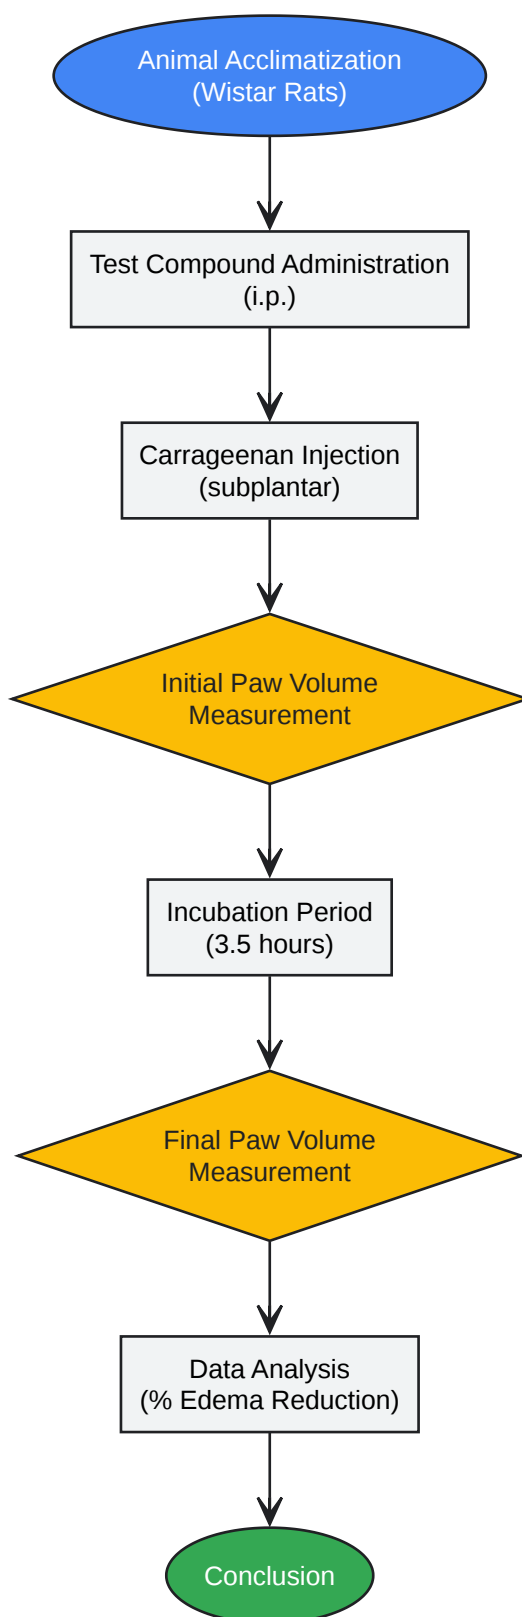 Animal Acclimatization
(Wistar Rats)
Test Compound Administration
(i.p.)
Carrageenan Injection
(subplantar)
Initial Paw Volume
Measurement
Incubation Period
(3.5 hours)
Final Paw Volume
Measurement
Data Analysis
(% Edema Reduction)
Conclusion